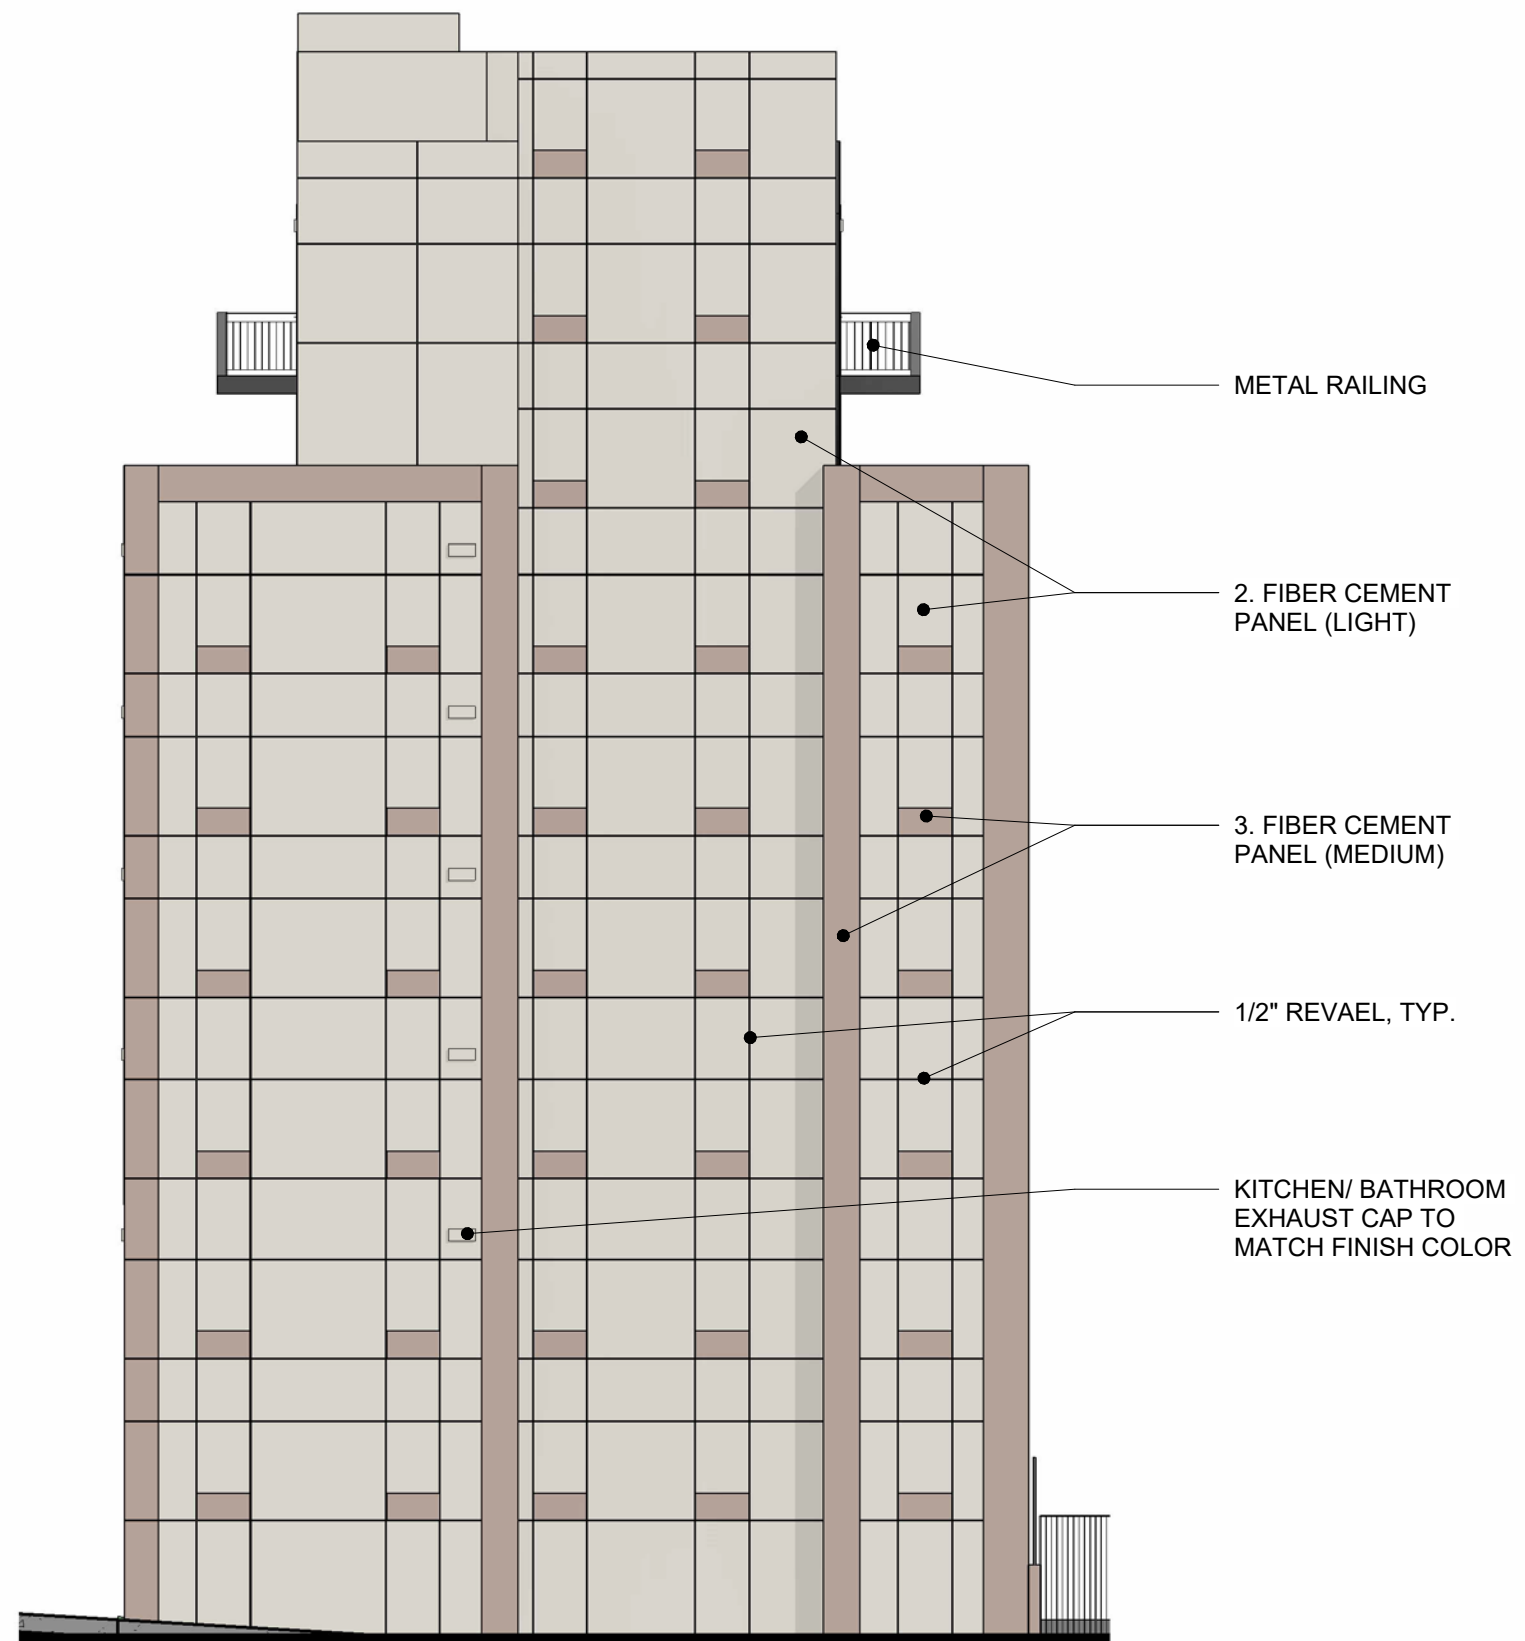 METAL RAILING
2. FIBER CEMENT
PANEL (LIGHT)
3. FIBER CEMENT
PANEL (MEDIUM)
1/2" REVAEL, TYP.
KITCHEN/ BATHROOM
EXHAUST CAP TO
MATCH FINISH COLOR